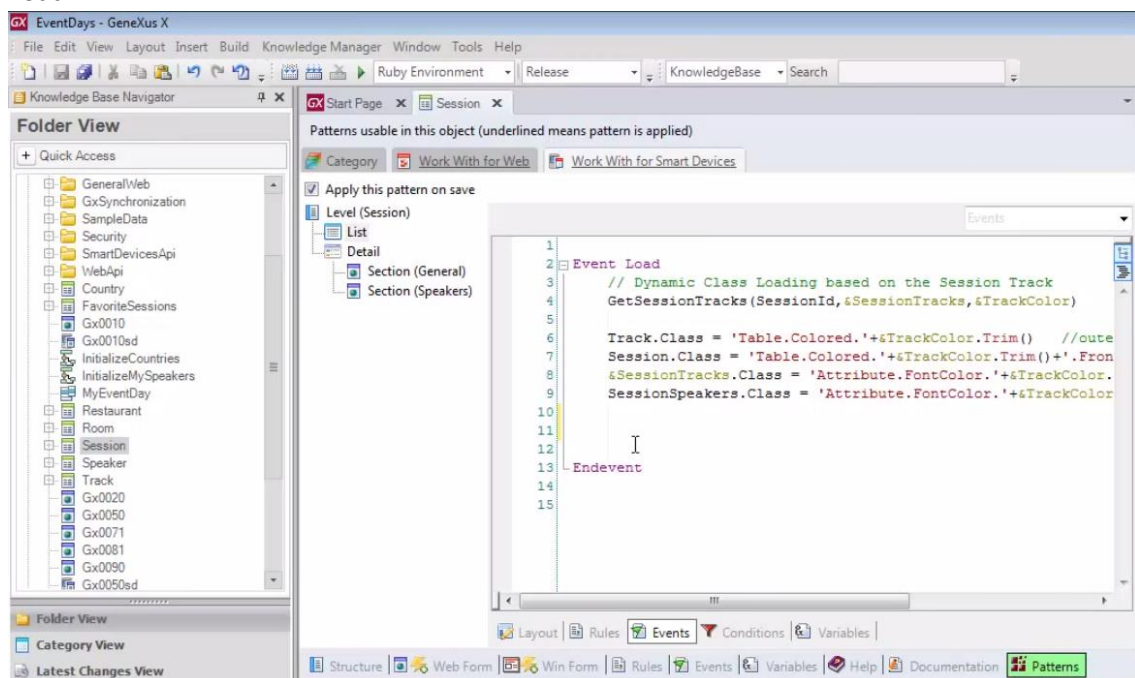 GX EventDays - GeneXus X
File Edit View Layout Insert Build Knowledge Manager Window Tools Help
Ruby Environment Release KnowledgeBase Search
Knowledge Base Navigator
Folder View
+ Quick Access
GeneralWeb
GxSynchronization
SampleData
Security
SmartDevicesApi
WebApi
Country
FavoriteSessions
Gx0010
Gx0010sd
InitializeCountries
InitializeMySpeakers
MyEventDay
Restaurant
Room
Session
Speaker
Track
Gx0020
Gx0050
Gx0071
Gx0081
Gx0090
Gx0050sd
Folder View
Category View
Latest Changes View
GX Start Page Session
Patterns usable in this object (underlined means pattern is applied)
Category Work With for Web Work With for Smart Devices
Apply this pattern on save
Level (Session)
List
Detail
Section (General)
Section (Speakers)
Events
1
2 Event Load
3 // Dynamic Class Loading based on the Session Track
4 GetSessionTracks(SessionId,&SessionTracks,&TrackColor)
5
6 Track.Class = 'Table.Colored.'+&TrackColor.Trim() //oute
7 Session.Class = 'Table.Colored.'+&TrackColor.Trim()+'.Fron
8 &SessionTracks.Class = 'Attribute.FontColor.'+&TrackColor.
9 SessionSpeakers.Class = 'Attribute.FontColor.'+&TrackColor
10
11
12
13 Endevent
14
15
Layout Rules Events Conditions Variables
Structure Web Form Win Form Rules Events Variables Help Documentation Patterns